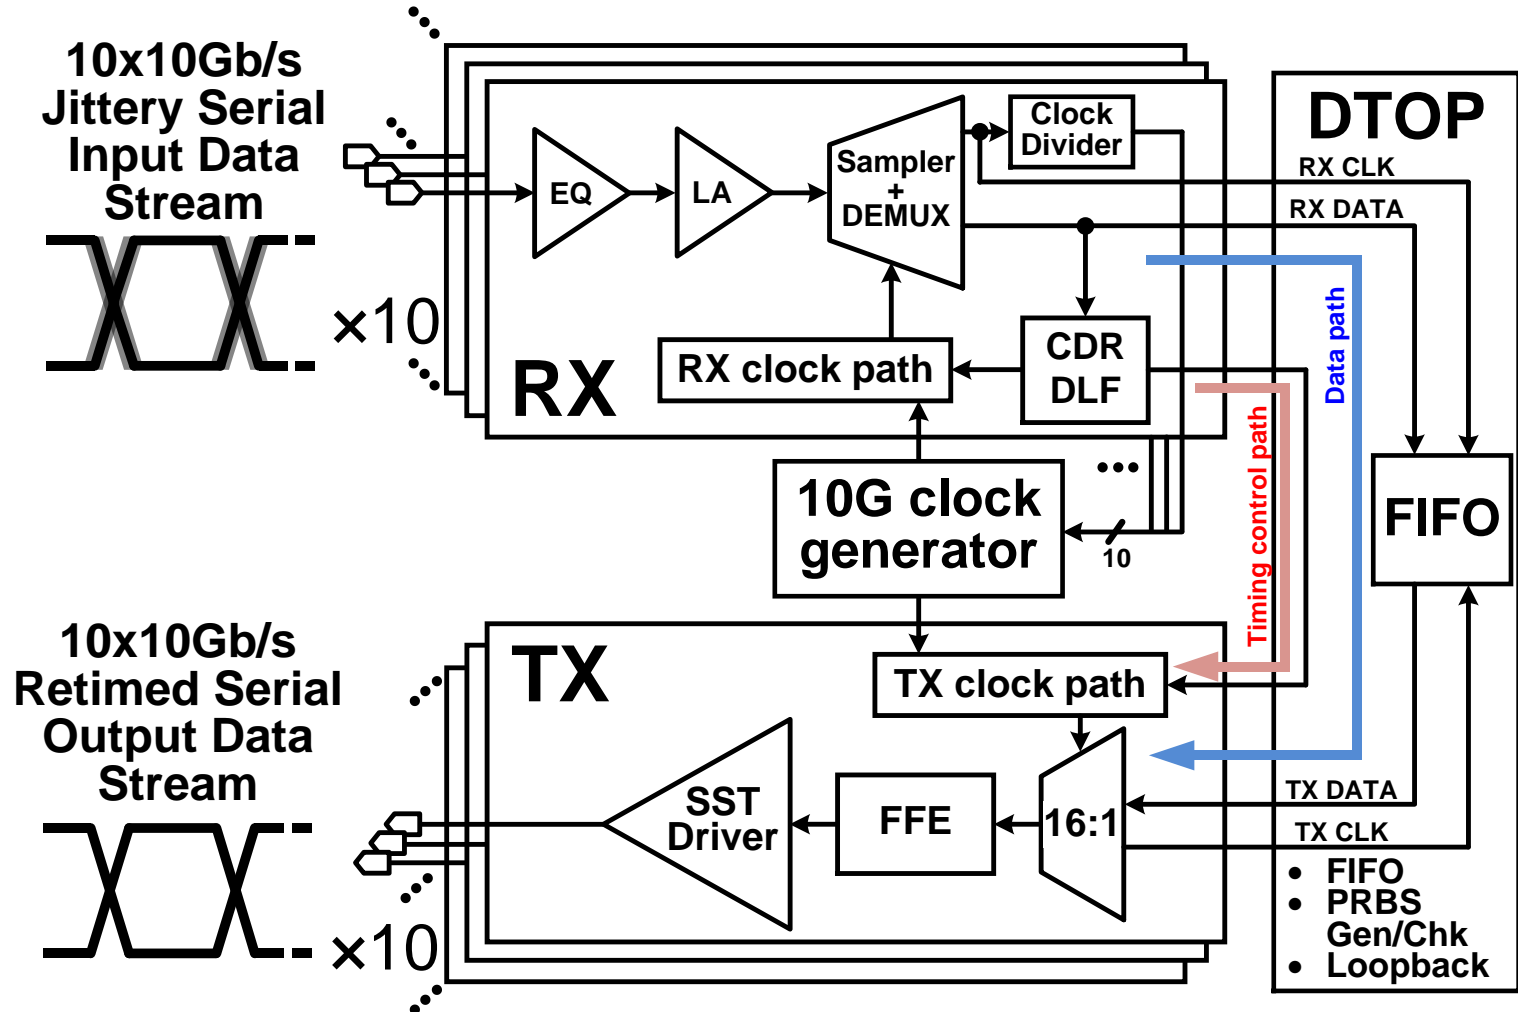 10x10Gb/s
Jittery Serial
Input Data
Stream
×10
EQ
LA
Sampler
+
DEMUX
Clock
Divider
RX clock path
CDR
DLF
RX
DTOP
RX CLK
RX DATA
Data path
Timing control path
FIFO
10G clock
generator
10
10x10Gb/s
Retimed Serial
Output Data
Stream
×10
TX
TX clock path
SST
Driver
FFE
16:1
TX DATA
TX CLK
• FIFO
• PRBS
Gen/Chk
• Loopback